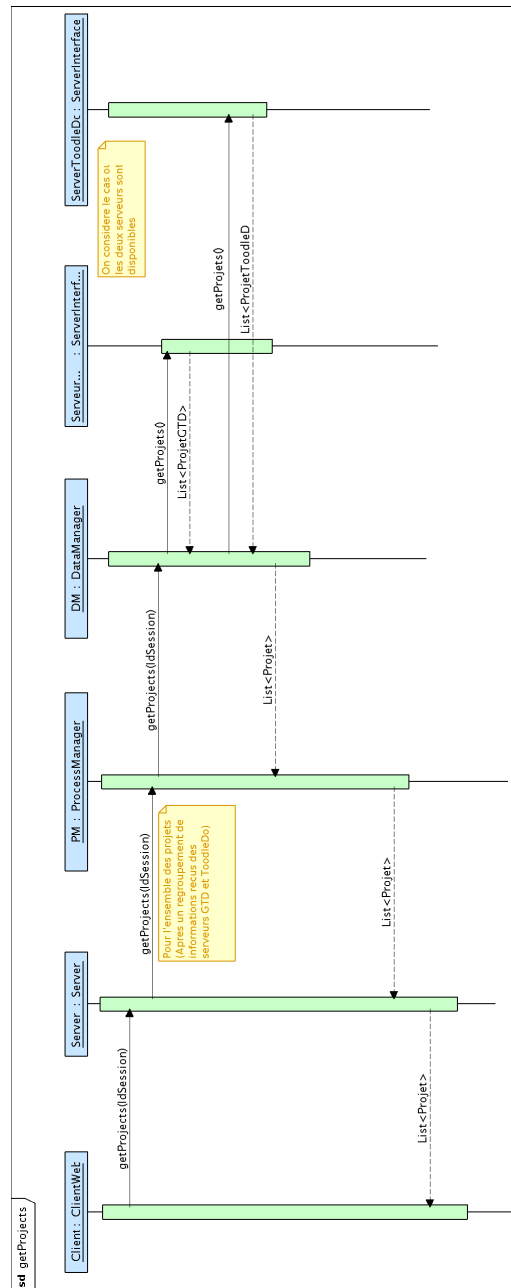 sd getProjects
Client : ClientWeb
Server : Server
PM : ProcessManager
DM : DataManager
Serveur... : ServerInterf...
ServerToodleDc : ServerInterface
On considere le cas ou
les deux serveurs sont
disponibles
getProjects(IdSession)
getProjects(IdSession)
Pour l'ensemble des projets
(Apres un regroupement de
informations recus des
serveurs GTD et ToodleDo)
getProjects(IdSession)
getProjets()
List<ProjetGTD>
getProjets()
List<ProjetToodleD
List<Projet>
List<Projet>
List<Projet>